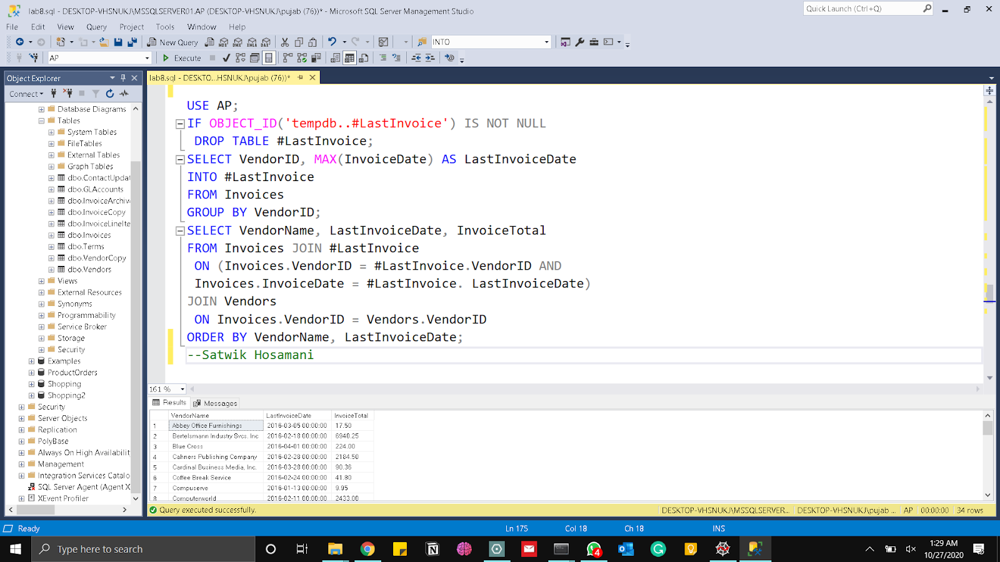 lab8.sql - DESKTOP-VHSNUKJ\MSSQLSERVER01.AP (DESKTOP-VHSNUKJ\pujab (76))* - Microsoft SQL Server Management Studio
Quick Launch (Ctrl+Q)
File Edit View Query Project Tools Window Help
New Query MDX DMX XMLA DAX INTO
AP Execute
Object Explorer
lab8.sql - DESKTO...HSNUKJ\pujab (76))*
Connect
Database Diagrams
Tables
System Tables
FileTables
External Tables
Graph Tables
dbo.ContactUpdat
dbo.GLAccounts
dbo.InvoiceArchiv
dbo.InvoiceCopy
dbo.InvoiceLineIte
dbo.Invoices
dbo.Terms
dbo.VendorCopy
dbo.Vendors
Views
External Resources
Synonyms
Programmability
Service Broker
Storage
Security
Examples
ProductOrders
Shopping
Shopping2
Security
Server Objects
Replication
PolyBase
Always On High Availabilit
Management
Integration Services Catalo
SQL Server Agent (Agent X
XEvent Profiler
USE AP;
IF OBJECT_ID('tempdb..#LastInvoice') IS NOT NULL
DROP TABLE #LastInvoice;
SELECT VendorID, MAX(InvoiceDate) AS LastInvoiceDate
INTO #LastInvoice
FROM Invoices
GROUP BY VendorID;
SELECT VendorName, LastInvoiceDate, InvoiceTotal
FROM Invoices JOIN #LastInvoice
ON (Invoices.VendorID = #LastInvoice.VendorID AND
Invoices.InvoiceDate = #LastInvoice. LastInvoiceDate)
JOIN Vendors
ON Invoices.VendorID = Vendors.VendorID
ORDER BY VendorName, LastInvoiceDate;
--Satwik Hosamani
161 %
Results Messages
VendorName LastInvoiceDate InvoiceTotal
1 Abbey Office Furnishings 2016-03-05 00:00:00 17.50
2 Bertelsmann Industry Svcs. Inc 2016-02-18 00:00:00 6940.25
3 Blue Cross 2016-04-01 00:00:00 224.00
4 Cahners Publishing Company 2016-02-28 00:00:00 2184.50
5 Cardinal Business Media, Inc. 2016-03-28 00:00:00 90.36
6 Coffee Break Service 2016-02-24 00:00:00 41.80
7 Compuserve 2016-01-13 00:00:00 9.95
8 Computerworld 2016-02-11 00:00:00 2433.00
Query executed successfully. DESKTOP-VHSNUKJ\MSSQLSERVER... DESKTOP-VHSNUKJ\pujab ... AP 00:00:00 34 rows
Ready Ln 175 Col 18 Ch 18 INS
Type here to search
4
1:29 AM
10/27/2020